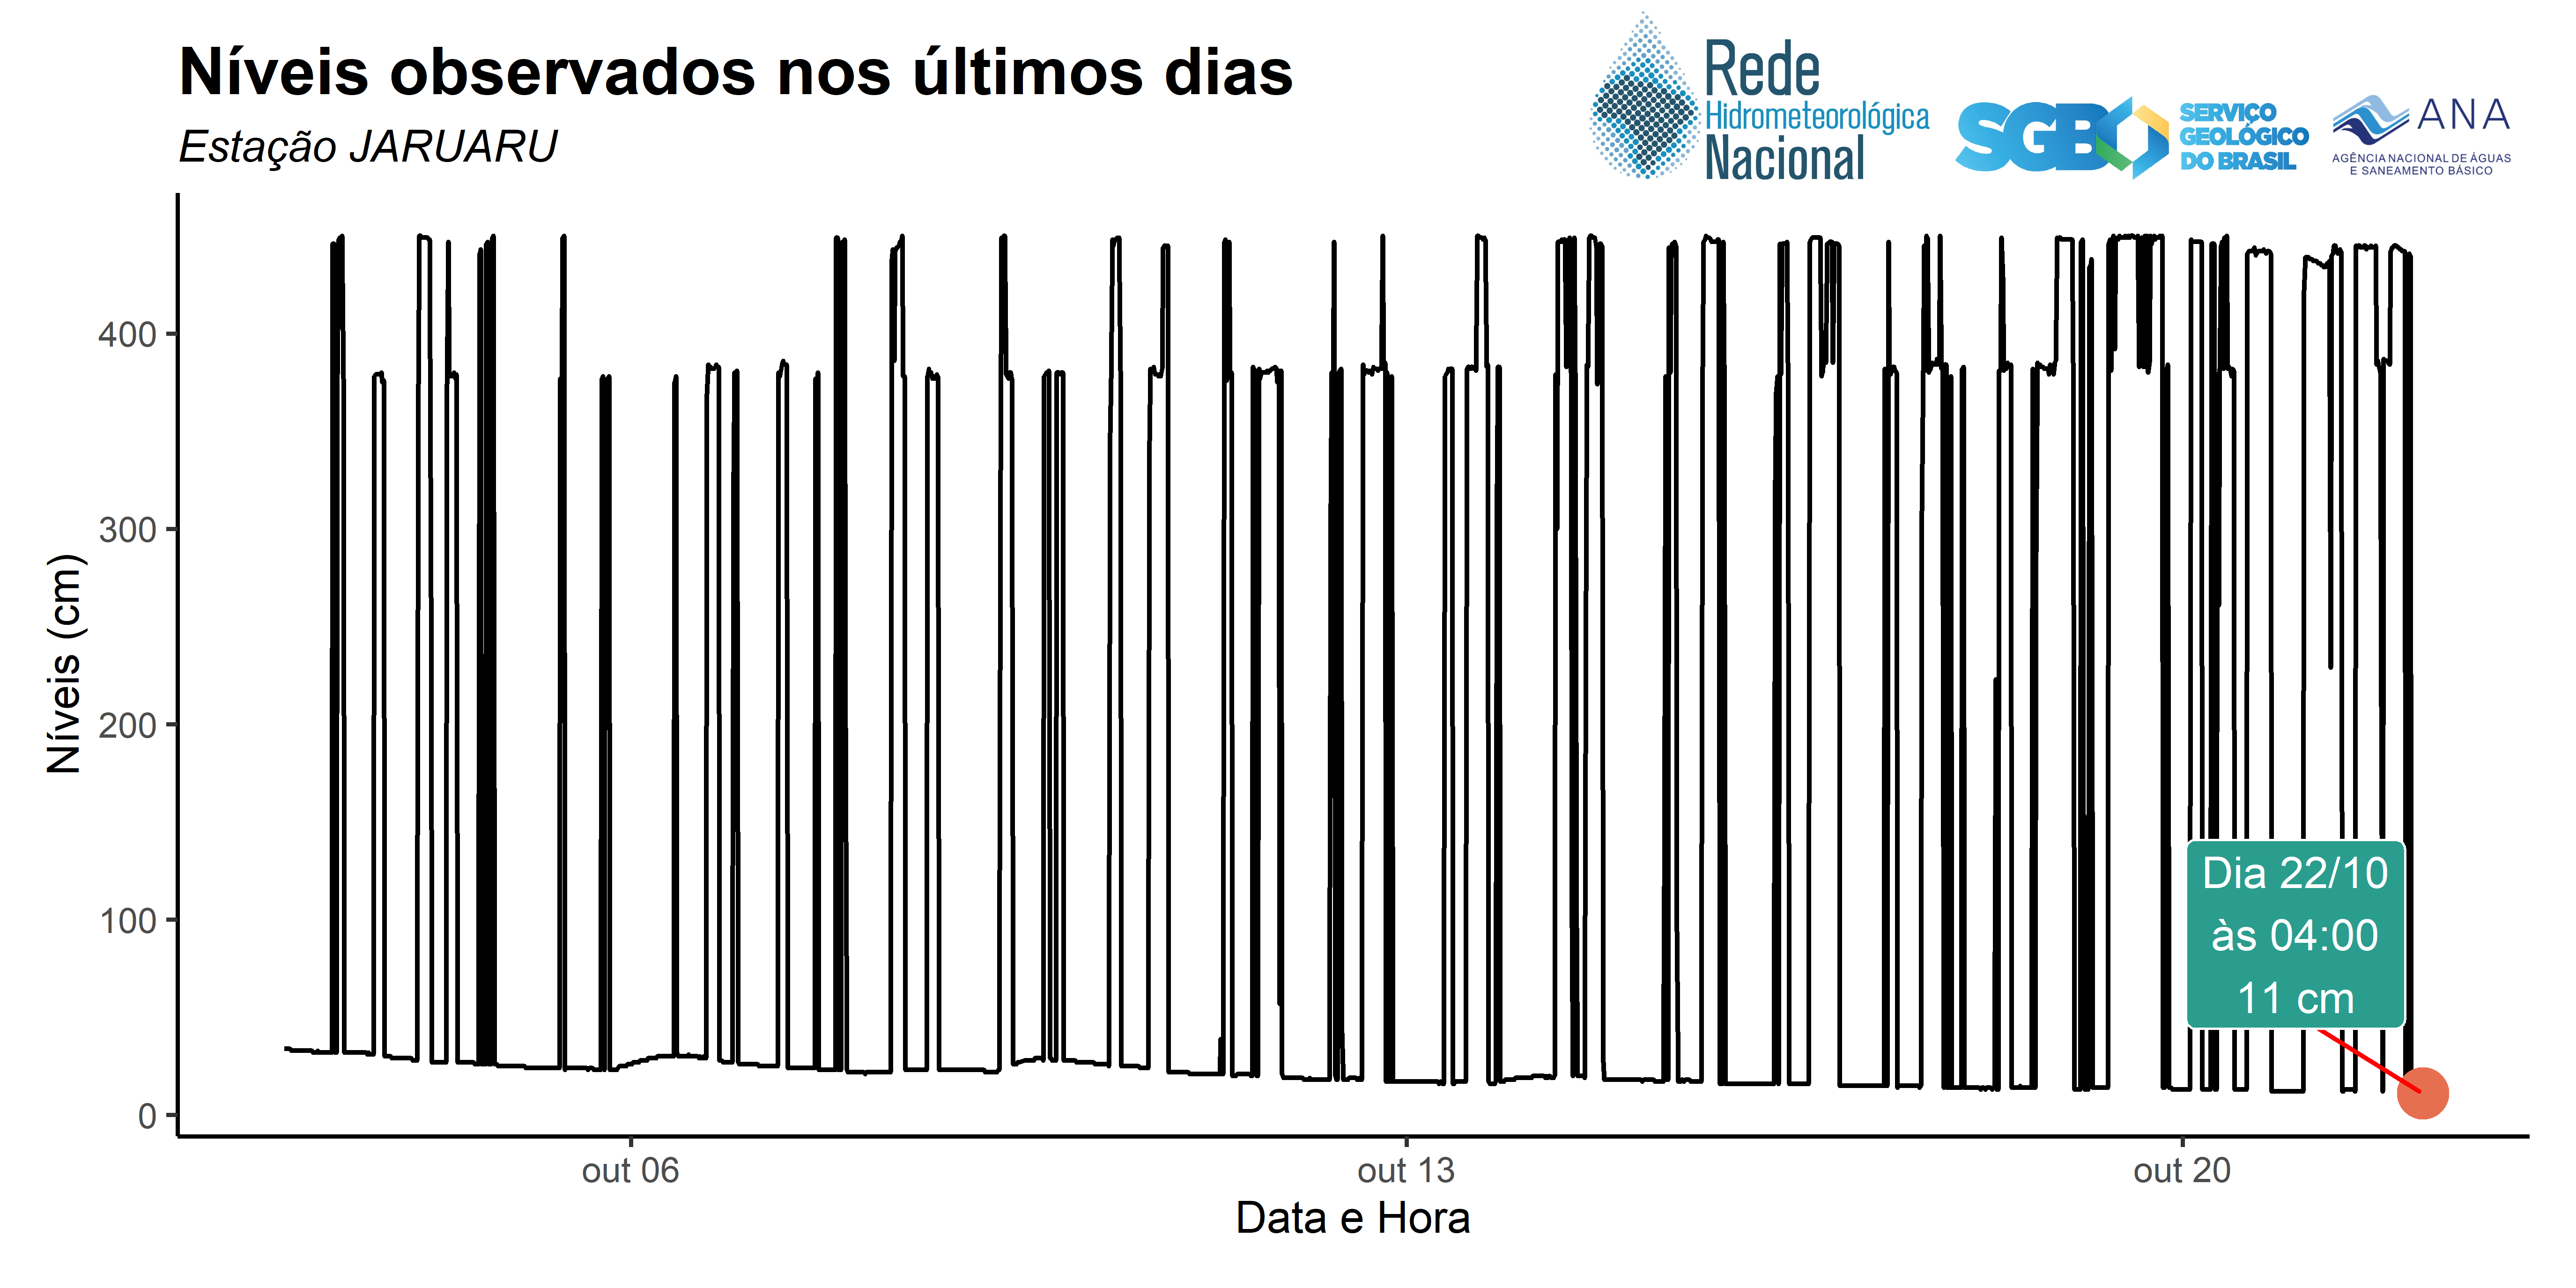 Níveis observados nos últimos dias
Estação JARUARU
Rede
Hidrometeorológica
Nacional
SGB
SERVIÇO
GEOLÓGICO
DO BRASIL
ANA
AGÊNCIA NACIONAL DE ÁGUAS
E SANEAMENTO BÁSICO
Níveis (cm)
400
300
200
100
0
Dia 22/10
às 04:00
11 cm
out 06
out 13
out 20
Data e Hora